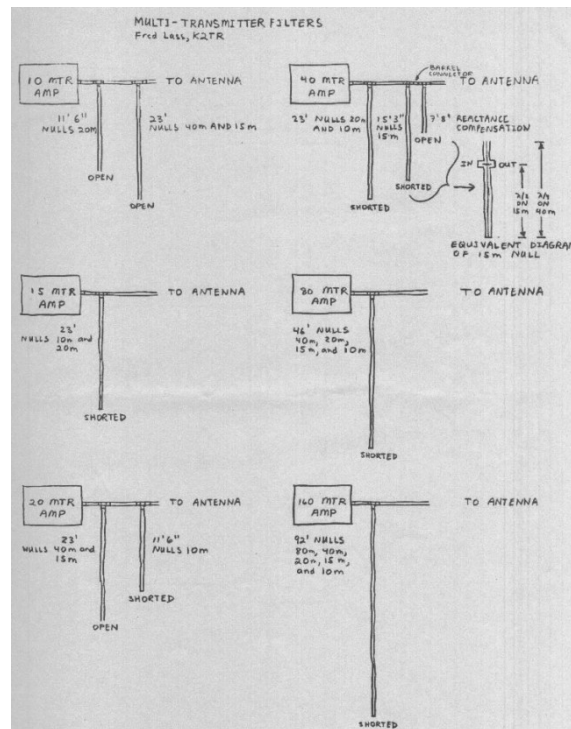 MULTI-TRANSMITTER FILTERS
Fred Lass, K2TR
10 MTR
AMP
TO ANTENNA
11' 6"
NULLS 20M
23'
NULLS 40M AND 15M
OPEN
OPEN
40 MTR
AMP
BARREL
CONNECTOR
TO ANTENNA
23' NULLS 20m
AND 10m
15'3"
NULLS
15m
7'8" REACTANCE
COMPENSATION
OPEN
SHORTED
SHORTED
IN
OUT
λ/2
ON
15m
λ/4
ON
40m
EQUIVALENT DIAGRAM
OF 15m NULL
15 MTR
AMP
TO ANTENNA
23'
NULLS 10m and
20m
SHORTED
80 MTR
AMP
TO ANTENNA
46' NULLS
40m, 20m,
15m, and 10m
SHORTED
20 MTR
AMP
TO ANTENNA
23'
NULLS 40m and
15m
11'6"
NULLS 10m
SHORTED
OPEN
160 MTR
AMP
TO ANTENNA
92' NULLS
80m, 40m,
20m, 15m,
and 10m
SHORTED